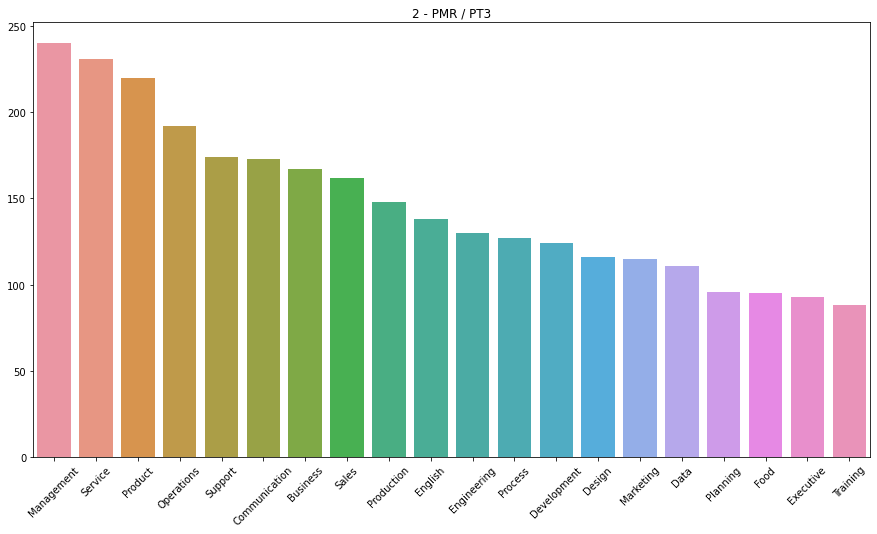 2 - PMR / PT3
250
200
150
100
50
0
Management
Service
Product
Operations
Support
Communication
Business
Sales
Production
English
Engineering
Process
Development
Design
Marketing
Data
Planning
Food
Executive
Training